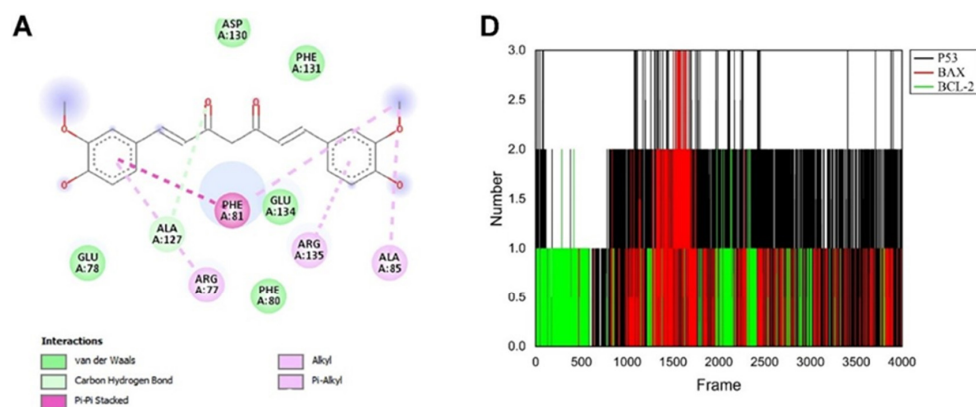 A
ASP
A:130
PHE
A:131
PHE
A:81
GLU
A:134
ALA
A:127
ARG
A:135
ALA
A:85
GLU
A:78
ARG
A:77
PHE
A:80
Interactions
van der Waals
Carbon Hydrogen Bond
Pi-Pi Stacked
Alkyl
Pi-Alkyl
D
P53
BAX
BCL-2
Number
3.0
2.5
2.0
1.5
1.0
0.5
0.0
0 500 1000 1500 2000 2500 3000 3500 4000
Frame